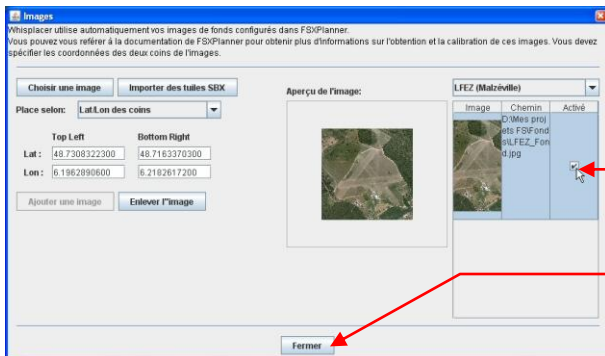 Images
Whisplacer utilise automatiquement vos images de fonds configurés dans FSXPlanner.
Vous pouvez vous référer à la documentation de FSXPlanner pour obtenir plus d'informations sur l'obtention et la calibration de ces images. Vous devez
spécifier les coordonnées des deux coins de l'images.
Choisir une image
Importer des tuiles SBX
Place selon:
Lat/Lon des coins
Top Left
Bottom Right
Lat :
48.7308322300
48.7163370300
Lon :
6.1962890600
6.2182617200
Ajouter une image
Enlever l''image
Aperçu de l'image:
LFEZ (Malzéville)
Image
Chemin
Activé
D:\Mes proj
ets FS\Fond
s\LFEZ_Fon
d.jpg
Fermer